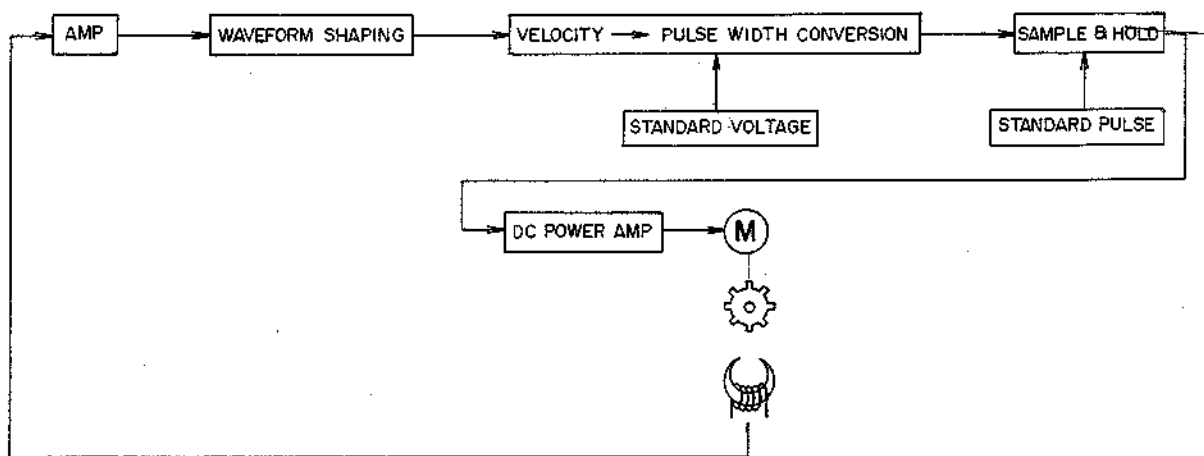 AMP
WAVEFORM SHAPING
VELOCITY → PULSE WIDTH CONVERSION
SAMPLE & HOLD
STANDARD VOLTAGE
STANDARD PULSE
DC POWER AMP
M